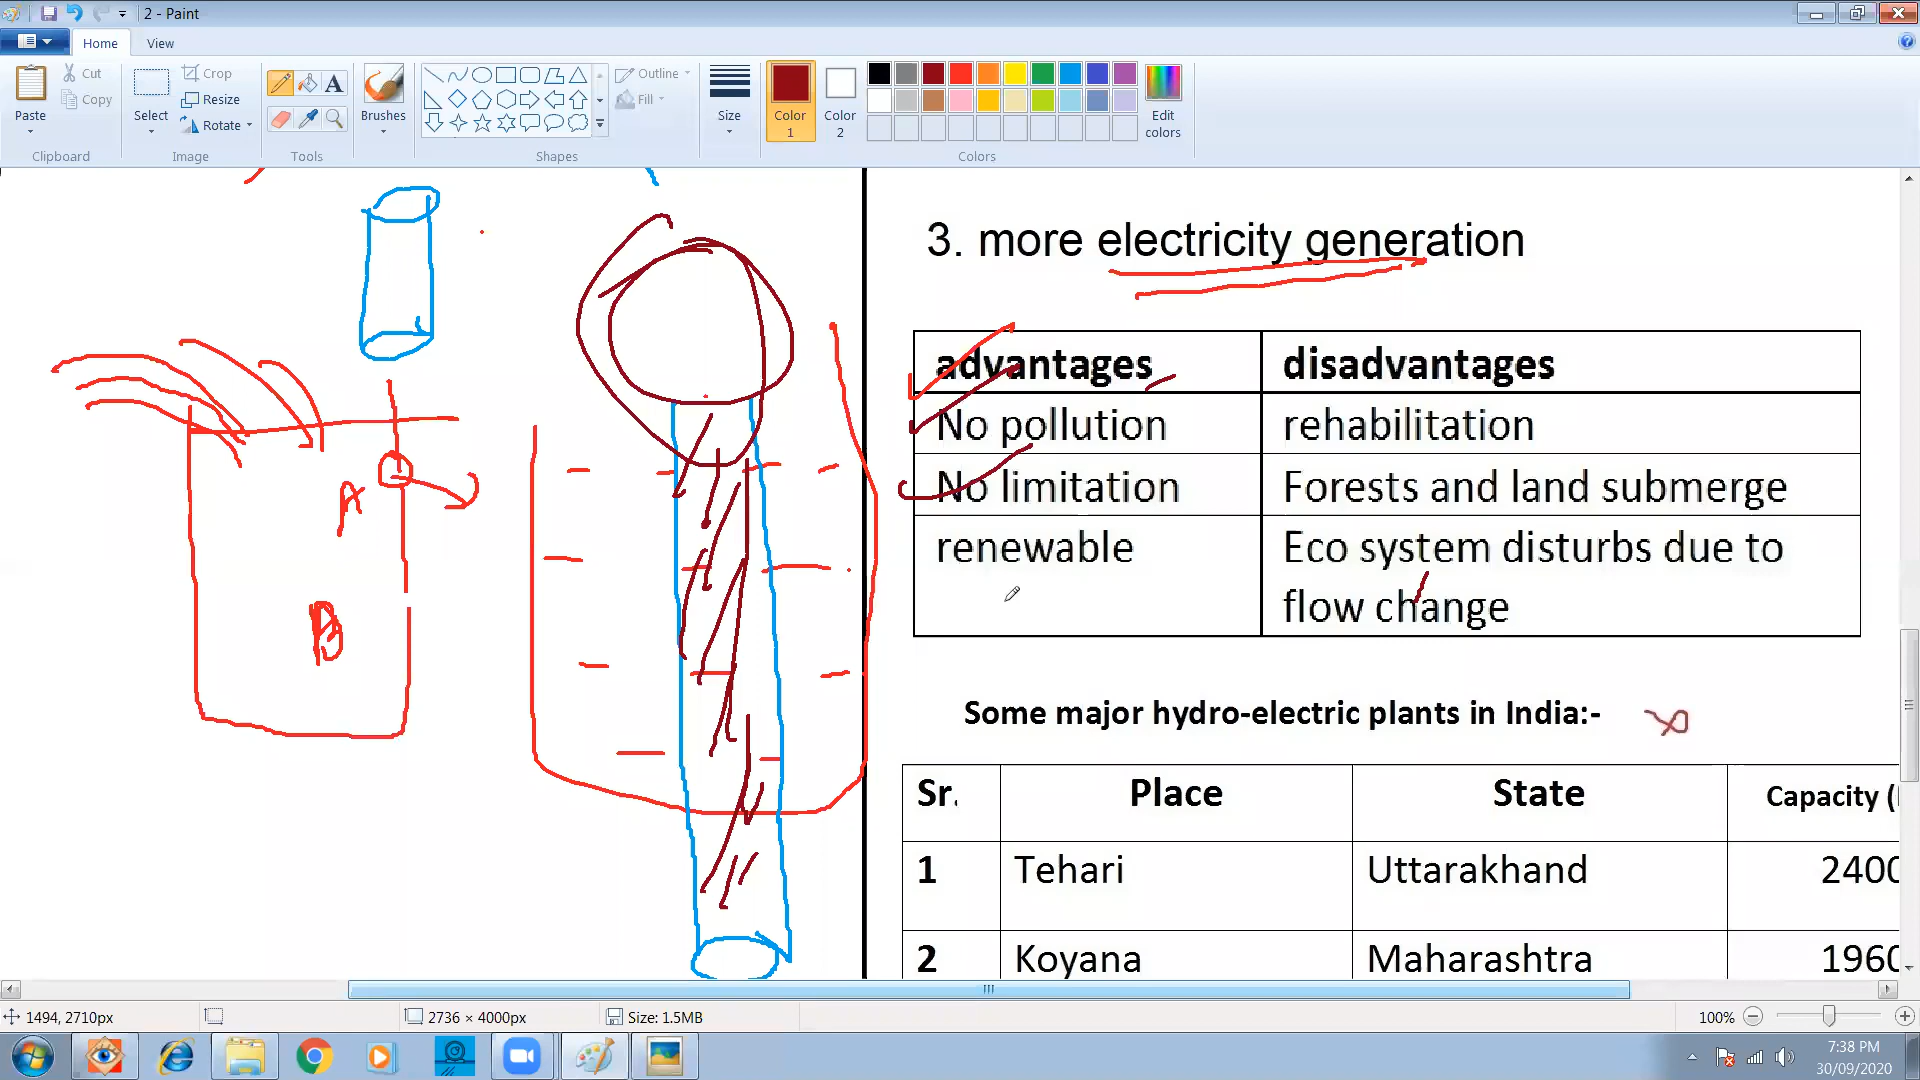 2 - Paint
Home View
Paste
Cut
Copy
Clipboard
Select
Crop
Resize
Rotate
Image
Tools
Brushes
Outline
Fill
Shapes
Size
Color 1
Color 2
Edit colors
Colors
A
B
3. more electricity generation
advantages disadvantages
No pollution rehabilitation
No limitation Forests and land submerge
renewable Eco system disturbs due to
flow change
Some major hydro-electric plants in India:-
Sr. Place State Capacity (
1 Tehari Uttarakhand 2400
2 Koyana Maharashtra 1960
1494, 2710px
2736 × 4000px
Size: 1.5MB
100%
7:38 PM
30/09/2020